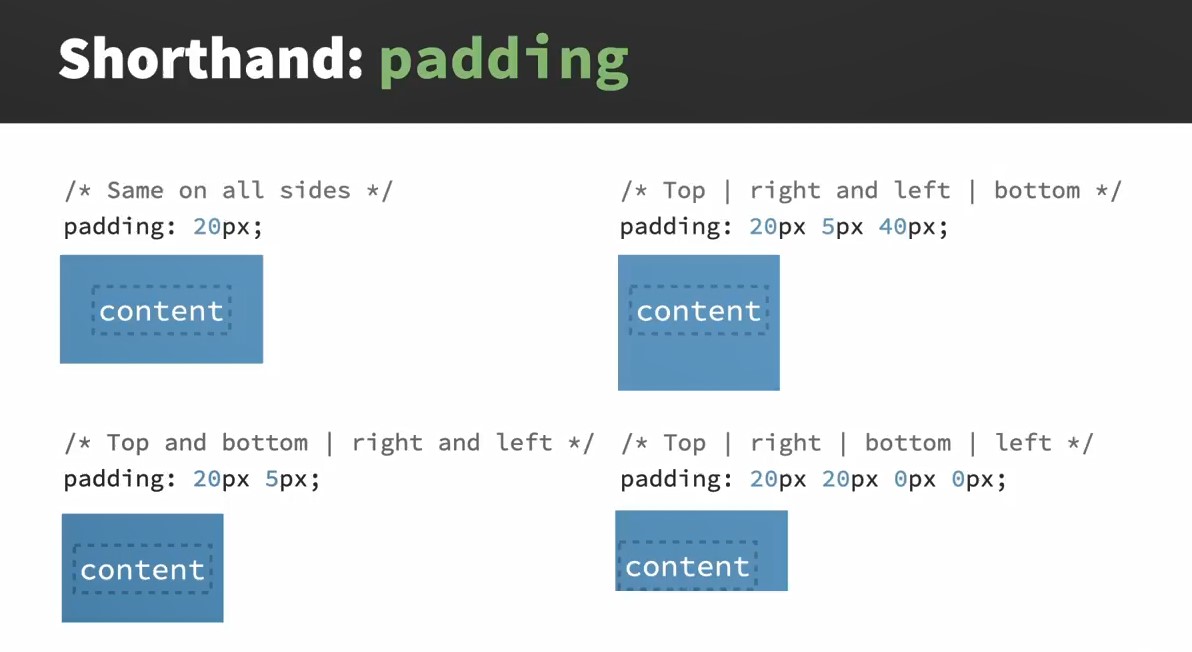 Shorthand: padding
/* Same on all sides */
padding: 20px;
content
/* Top | right and left | bottom */
padding: 20px 5px 40px;
content
/* Top and bottom | right and left */
padding: 20px 5px;
content
/* Top | right | bottom | left */
padding: 20px 20px 0px 0px;
content